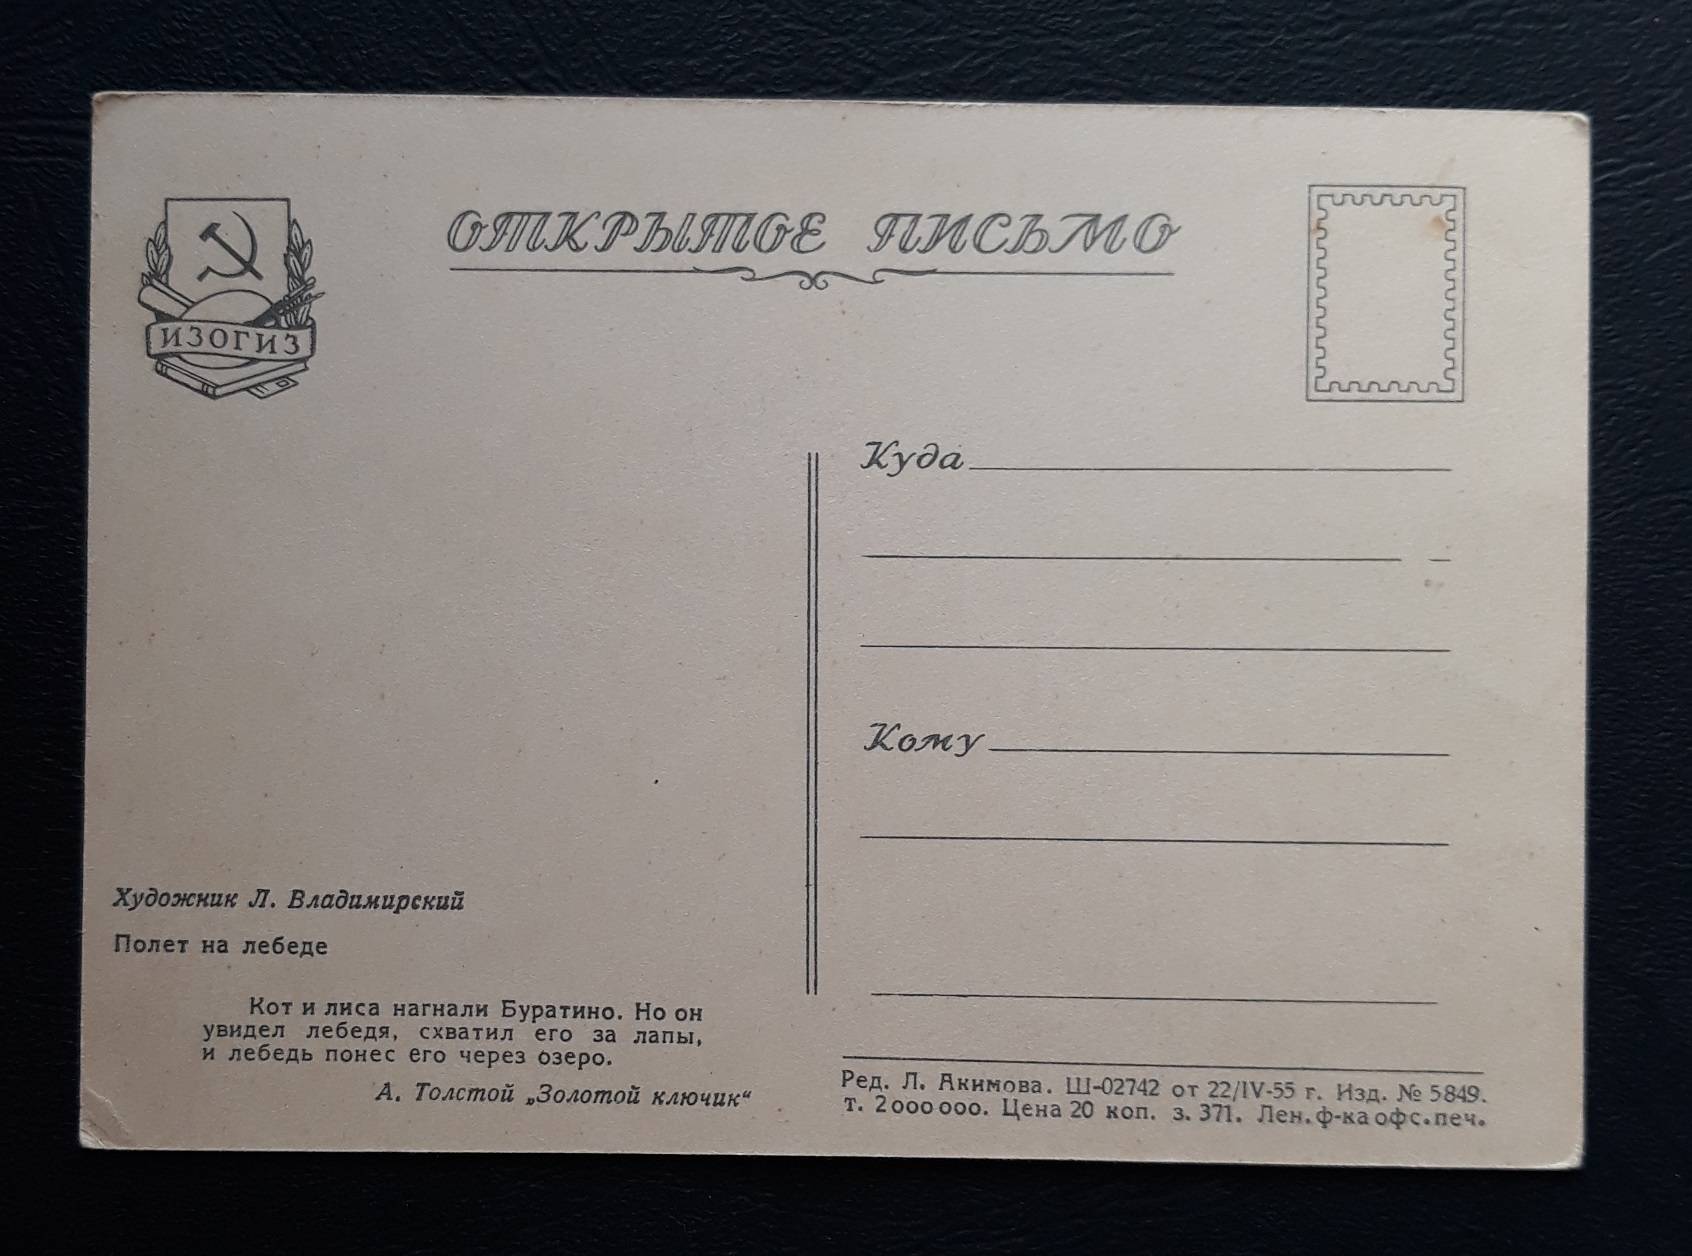 ОТКРЫТОЕ ПИСЬМО
ИЗОГИЗ
Куда
Кому
Художник Л. Владимирский
Полет на лебеде
Кот и лиса нагнали Буратино. Но он
увидел лебедя, схватил его за лапы,
и лебедь понес его через озеро.
А. Толстой „Золотой ключик“
Ред. Л. Акимова. Ш-02742 от 22/IV-55 г. Изд. № 5849.
т. 2 000 000. Цена 20 коп. з. 371. Лен. ф-ка офс. печ.